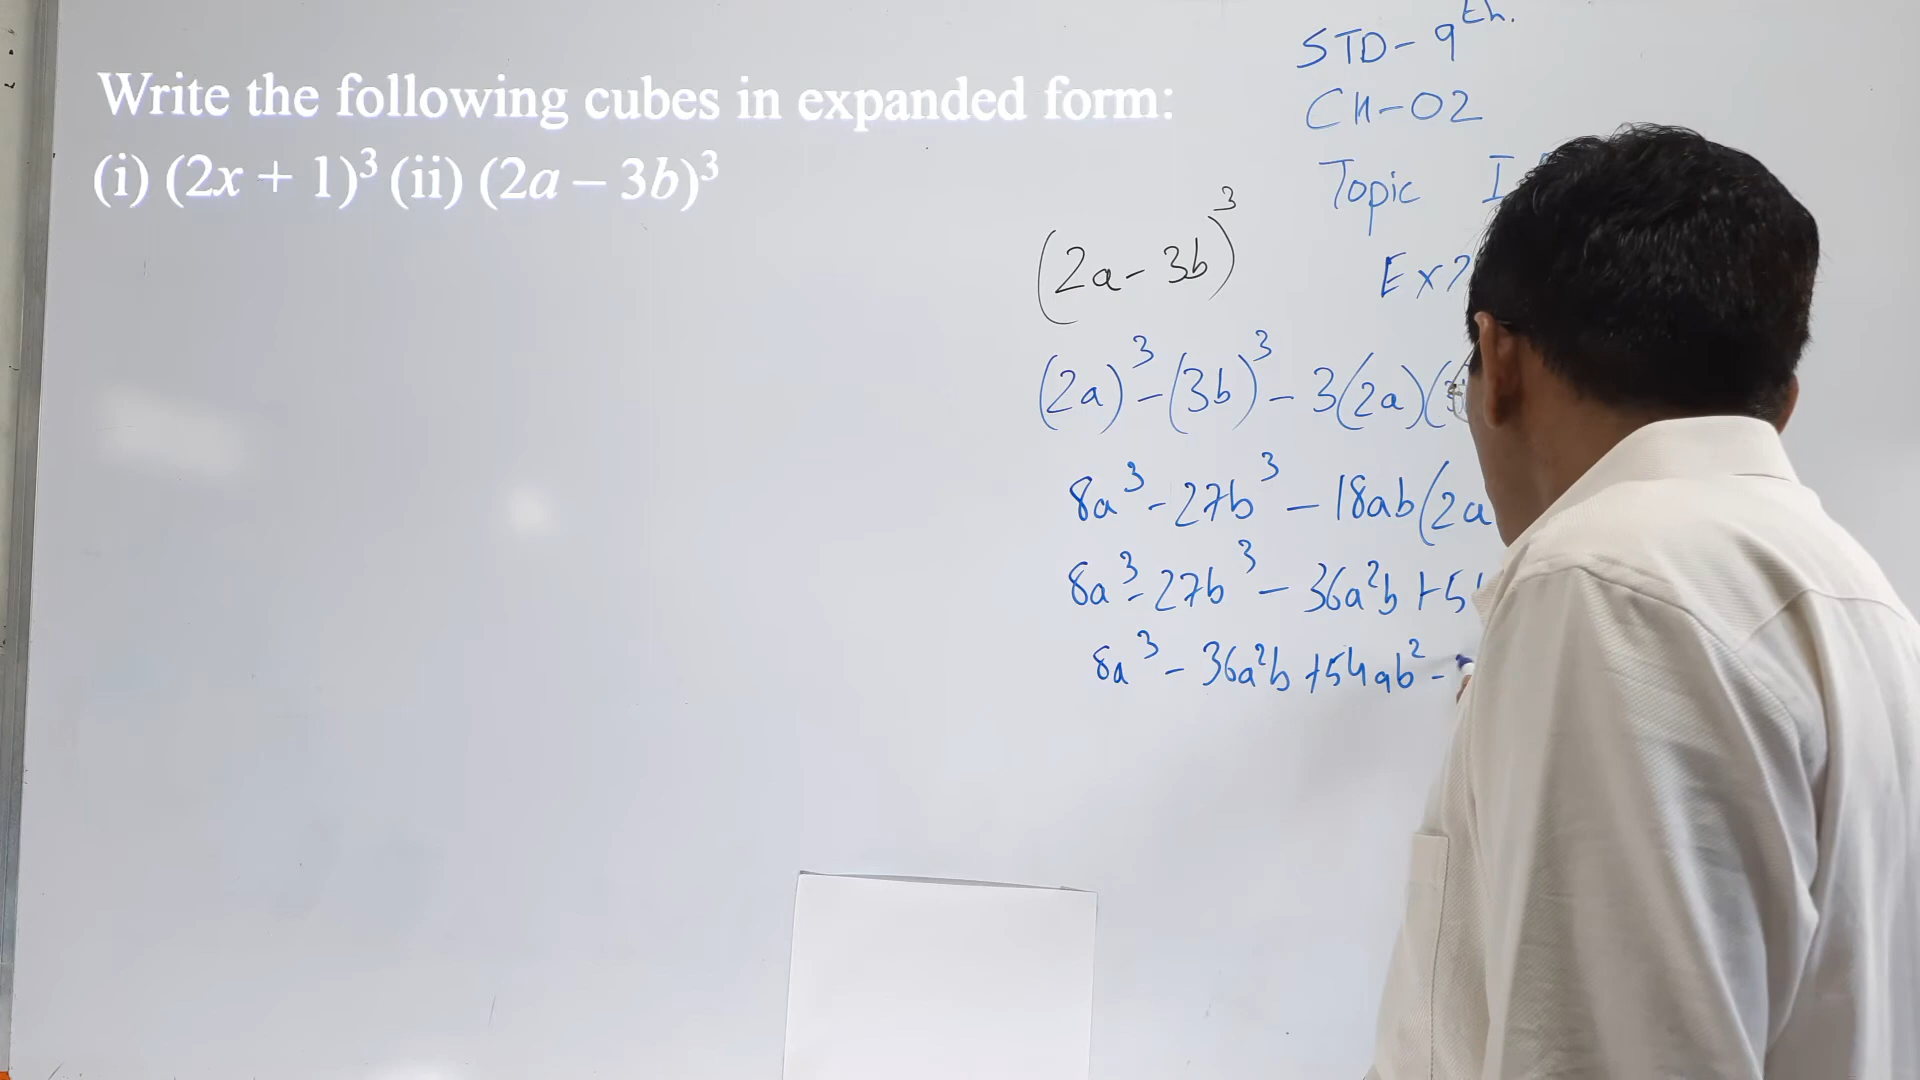 Write the following cubes in expanded form:
(i) (2x + 1)³ (ii) (2a – 3b)³
STD - 9th.
CH - 02
Topic
Ex
(2a - 3b)³
(2a)³ - (3b)³ - 3(2a)(
8a³ - 27b³ - 18ab(2a
8a³ - 27b³ - 36a²b + 5
8a³ - 36a²b + 54ab² -